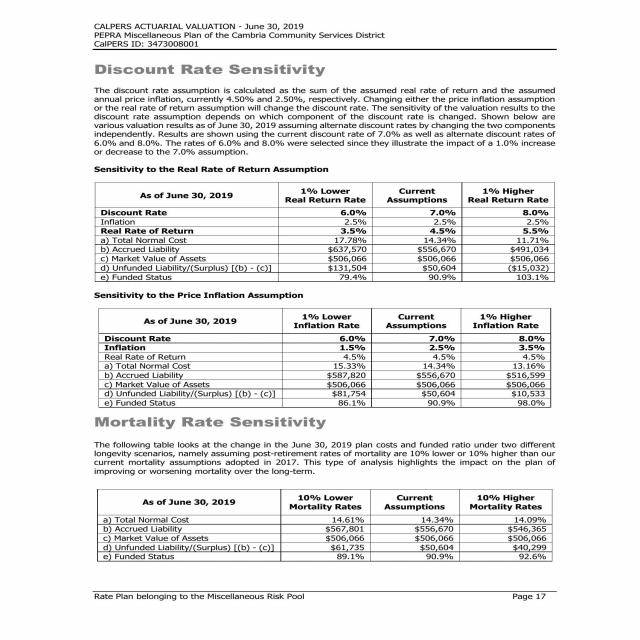 CALPERS ACTUARIAL VALUATION - June 30, 2019
PEPRA Miscellaneous Plan of the Cambria Community Services District
CalPERS ID: 3473008001
Discount Rate Sensitivity
The discount rate assumption is calculated as the sum of the assumed real rate of return and the assumed
annual price inflation, currently 4.50% and 2.50%, respectively. Changing either the price inflation assumption
or the real rate of return assumption will change the discount rate. The sensitivity of the valuation results to the
discount rate assumption depends on which component of the discount rate is changed. Shown below are
various valuation results as of June 30, 2019 assuming alternate discount rates by changing the two components
independently. Results are shown using the current discount rate of 7.0% as well as alternate discount rates of
6.0% and 8.0%. The rates of 6.0% and 8.0% were selected since they illustrate the impact of a 1.0% increase
or decrease to the 7.0% assumption.
Sensitivity to the Real Rate of Return Assumption
As of June 30, 2019 1% Lower Real Return Rate Current Assumptions 1% Higher Real Return Rate
Discount Rate 6.0% 7.0% 8.0%
Inflation 2.5% 2.5% 2.5%
Real Rate of Return 3.5% 4.5% 5.5%
a) Total Normal Cost 17.78% 14.34% 11.71%
b) Accrued Liability $637,570 $556,670 $491,034
c) Market Value of Assets $506,066 $506,066 $506,066
d) Unfunded Liability/(Surplus) [(b) - (c)] $131,504 $50,604 ($15,032)
e) Funded Status 79.4% 90.9% 103.1%
Sensitivity to the Price Inflation Assumption
As of June 30, 2019 1% Lower Inflation Rate Current Assumptions 1% Higher Inflation Rate
Discount Rate 6.0% 7.0% 8.0%
Inflation 1.5% 2.5% 3.5%
Real Rate of Return 4.5% 4.5% 4.5%
a) Total Normal Cost 15.33% 14.34% 13.16%
b) Accrued Liability $587,820 $556,670 $516,599
c) Market Value of Assets $506,066 $506,066 $506,066
d) Unfunded Liability/(Surplus) [(b) - (c)] $81,754 $50,604 $10,533
e) Funded Status 86.1% 90.9% 98.0%
Mortality Rate Sensitivity
The following table looks at the change in the June 30, 2019 plan costs and funded ratio under two different
longevity scenarios, namely assuming post-retirement rates of mortality are 10% lower or 10% higher than our
current mortality assumptions adopted in 2017. This type of analysis highlights the impact on the plan of
improving or worsening mortality over the long-term.
As of June 30, 2019 10% Lower Mortality Rates Current Assumptions 10% Higher Mortality Rates
a) Total Normal Cost 14.61% 14.34% 14.09%
b) Accrued Liability $567,801 $556,670 $546,365
c) Market Value of Assets $506,066 $506,066 $506,066
d) Unfunded Liability/(Surplus) [(b) - (c)] $61,735 $50,604 $40,299
e) Funded Status 89.1% 90.9% 92.6%
Rate Plan belonging to the Miscellaneous Risk Pool Page 17